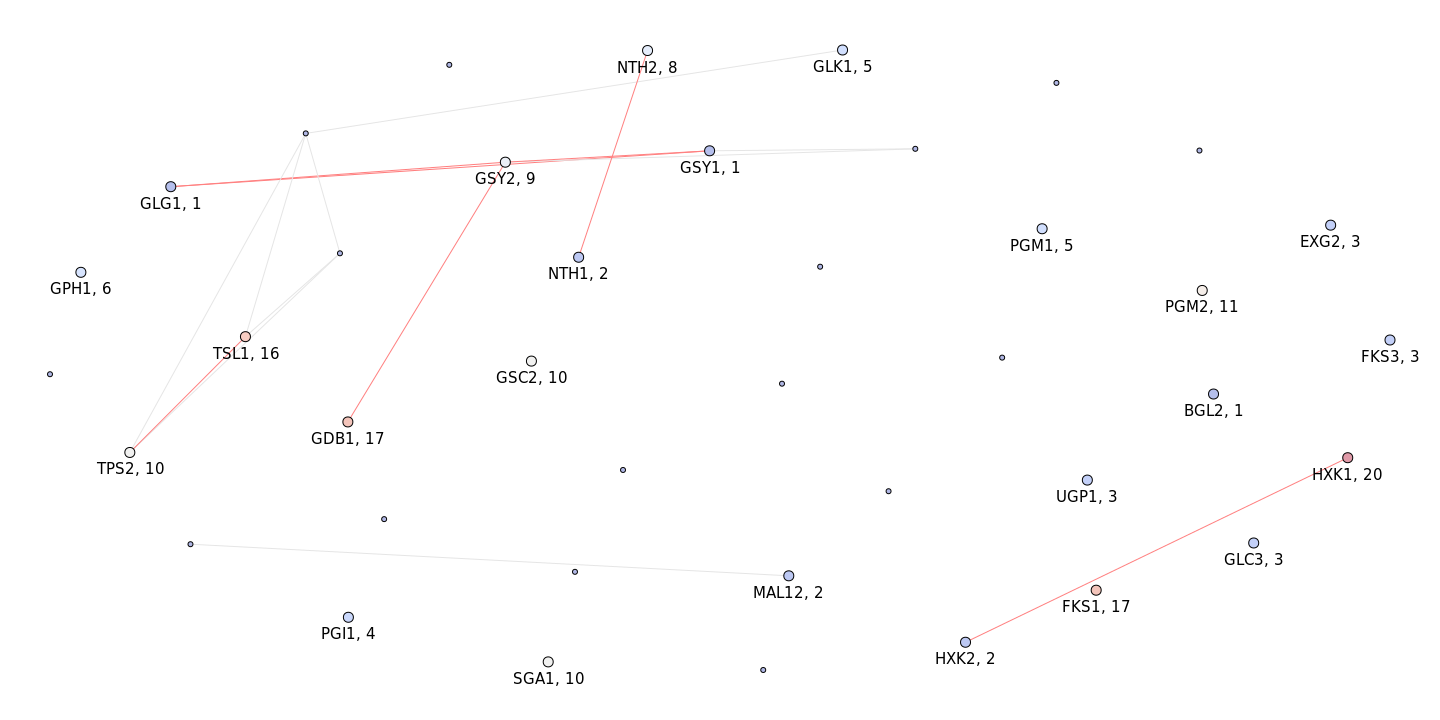 NTH2, 8
GLK1, 5
GSY1, 1
GSY2, 9
GLG1, 1
PGM1, 5
EXG2, 3
NTH1, 2
GPH1, 6
PGM2, 11
TSL1, 16
FKS3, 3
GSC2, 10
BGL2, 1
GDB1, 17
TPS2, 10
HXK1, 20
UGP1, 3
GLC3, 3
MAL12, 2
FKS1, 17
PGI1, 4
HXK2, 2
SGA1, 10